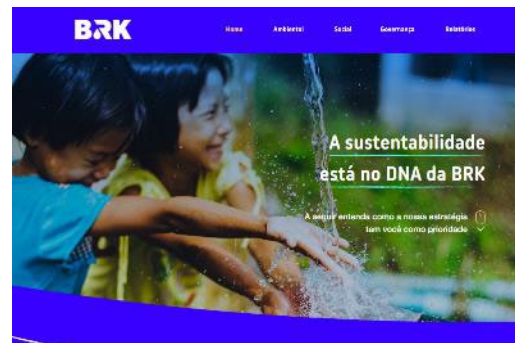 BRK
Home Ambiental Social Governança Relatórios
A sustentabilidade
está no DNA da BRK
A seguir entenda como a nossa estratégia
tem você como prioridade